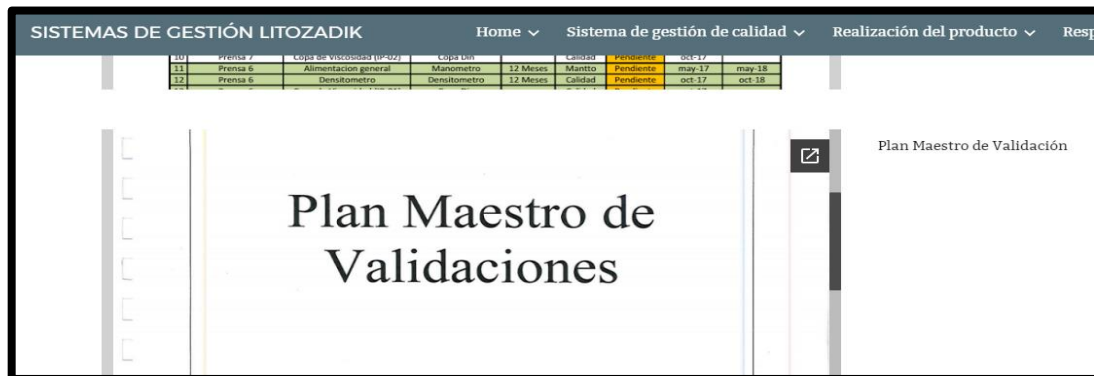 SISTEMAS DE GESTIÓN LITOZADIK Home Sistema de gestión de calidad Realización del producto Resp
10 Prensa 7 Copa de Viscosidad (IP-02) Copa Din Calidad Pendiente oct-17
11 Prensa 6 Alimentacion general Manometro 12 Meses Mantto Pendiente may-17 may-18
12 Prensa 6 Densitometro Densitometro 12 Meses Calidad Pendiente oct-17 oct-18
Plan Maestro de Validación
Plan Maestro de
Validaciones